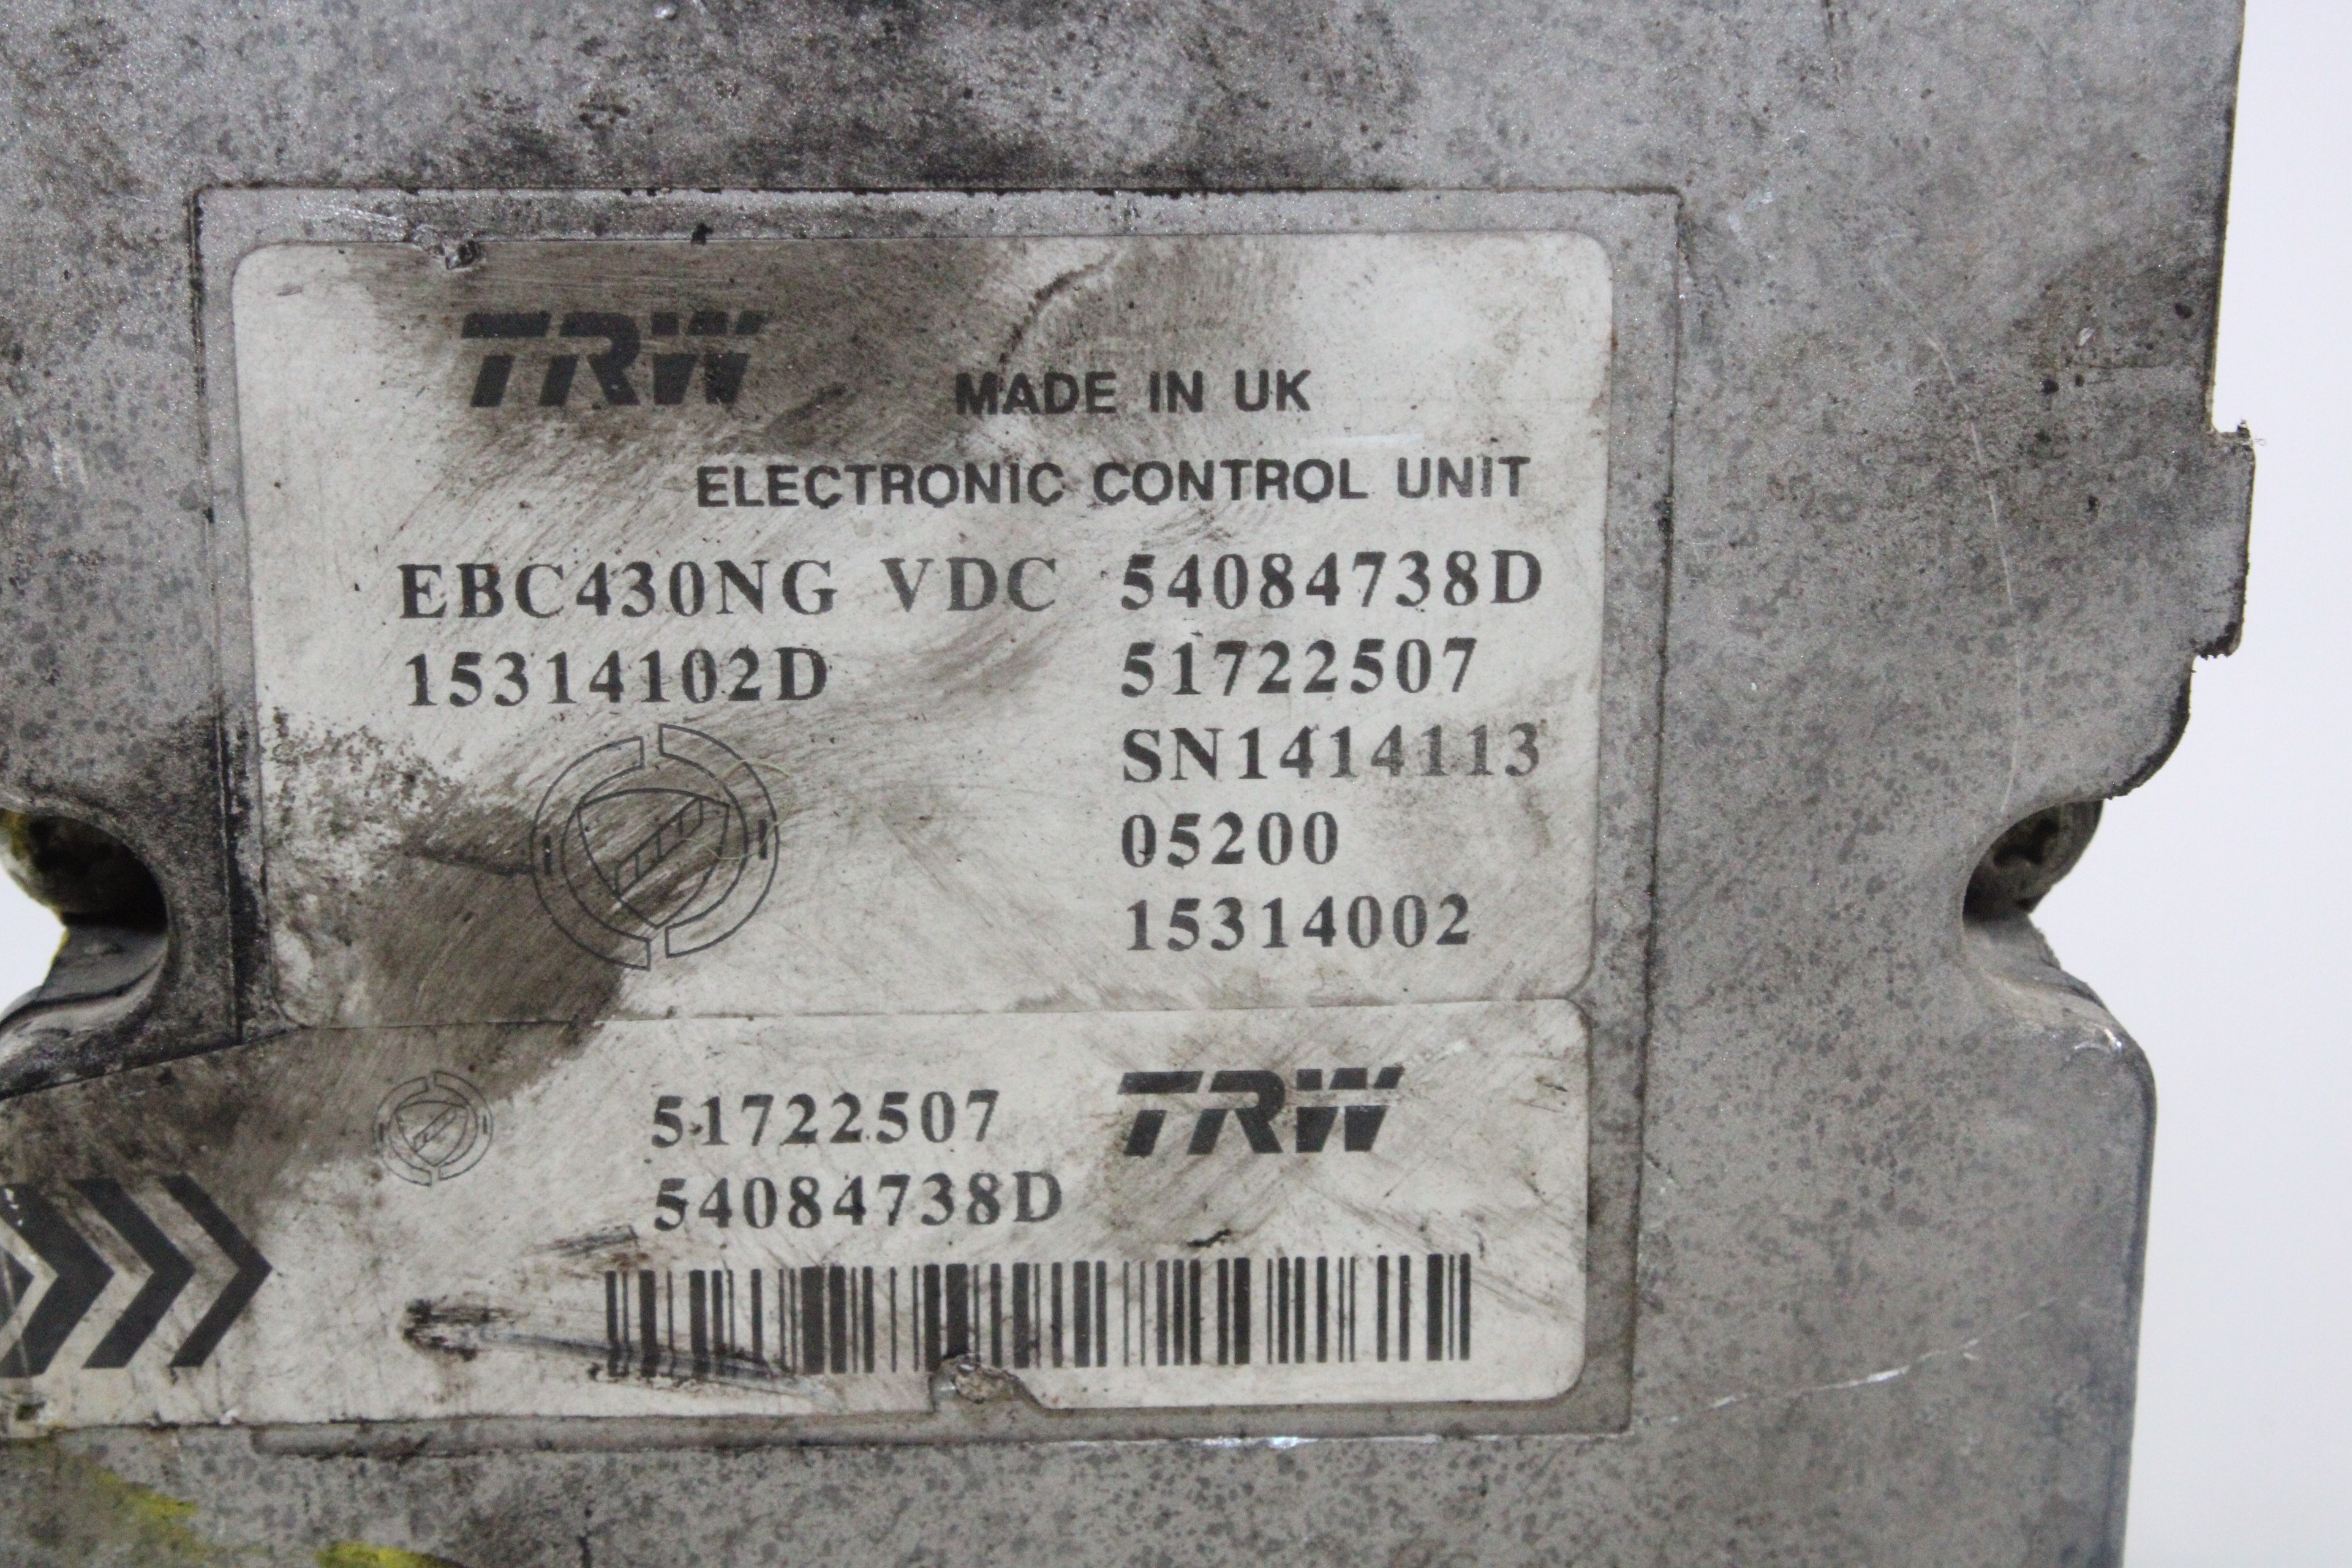 TRW
MADE IN UK
ELECTRONIC CONTROL UNIT
EBC430NG VDC 54084738D
15314102D 51722507
SN1414113
05200
15314002
51722507 TRW
54084738D